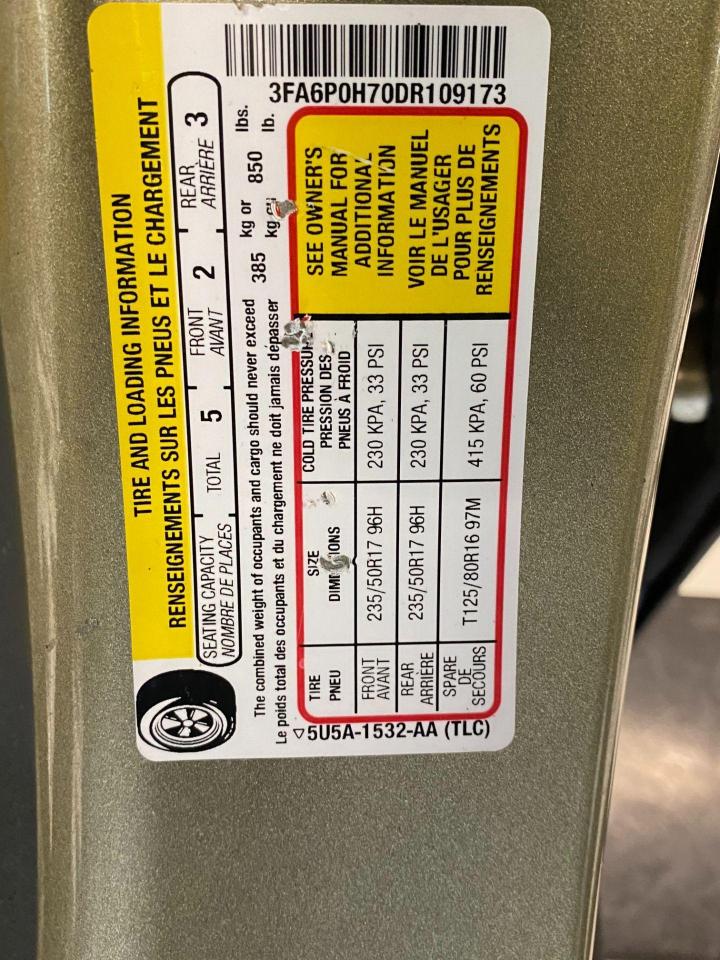 3FA6P0H70DR109173
TIRE AND LOADING INFORMATION
RENSEIGNEMENTS SUR LES PNEUS ET LE CHARGEMENT
SEATING CAPACITY
NOMBRE DE PLACES
TOTAL 5
FRONT
AVANT
2
REAR
ARRIÈRE
3
The combined weight of occupants and cargo should never exceed 385 kg or 850 lbs.
Le poids total des occupants et du chargement ne doit jamais dépasser kg lb.
TIRE
PNEU
SIZE
COLD TIRE PRESSURE
PRESSION DES
PNEUS À FROID
FRONT
AVANT
235/50R17 96H
230 KPA, 33 PSI
REAR
ARRIÈRE
235/50R17 96H
230 KPA, 33 PSI
SPARE
DE
SECOURS
T125/80R16 97M
415 KPA, 60 PSI
SEE OWNER'S
MANUAL FOR
ADDITIONAL
INFORMATION
VOIR LE MANUEL
DE L'USAGER
POUR PLUS DE
RENSEIGNEMENTS
▽5U5A-1532-AA (TLC)